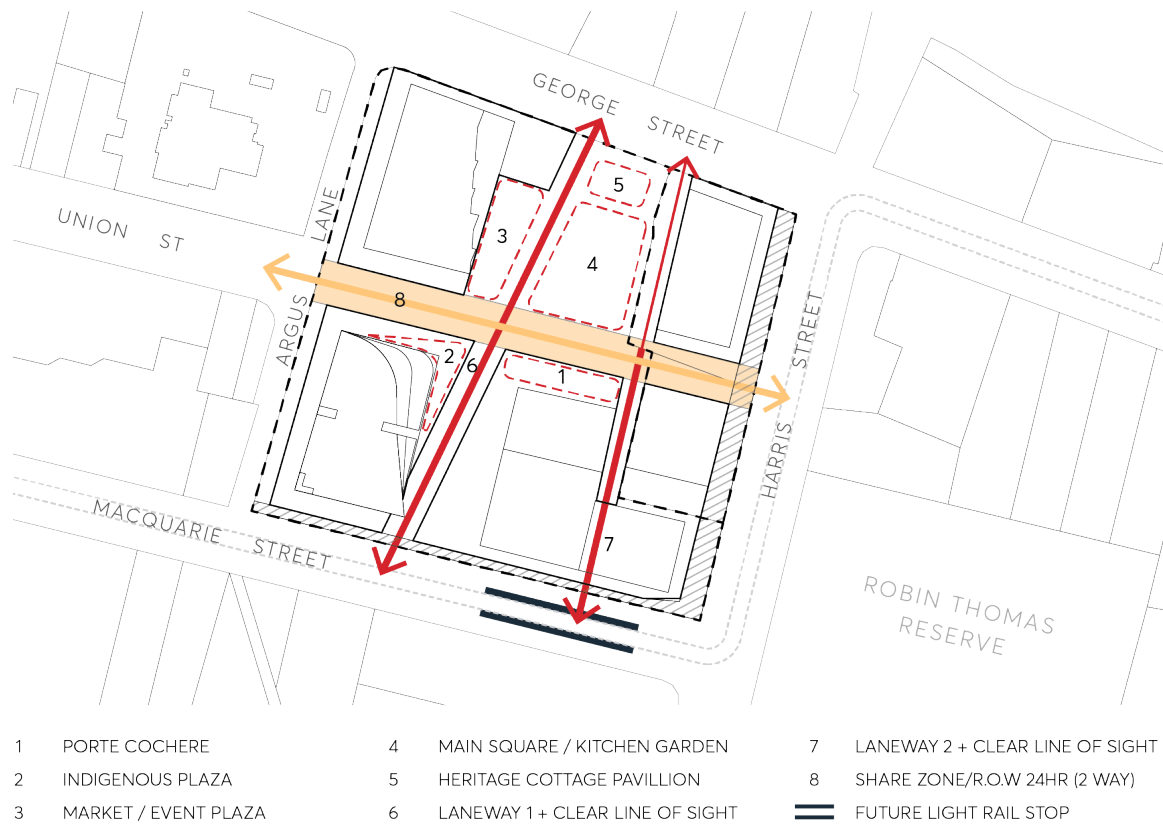 GEORGE STREET
5
UNION ST
ARGUS LANE
3
4
8
HARRIS STREET
2
6
1
MACQUARIE STREET
7
ROBIN THOMAS
RESERVE
1 PORTE COCHERE
2 INDIGENOUS PLAZA
3 MARKET / EVENT PLAZA
4 MAIN SQUARE / KITCHEN GARDEN
5 HERITAGE COTTAGE PAVILLION
6 LANEWAY 1 + CLEAR LINE OF SIGHT
7 LANEWAY 2 + CLEAR LINE OF SIGHT
8 SHARE ZONE/R.O.W 24HR (2 WAY)
FUTURE LIGHT RAIL STOP